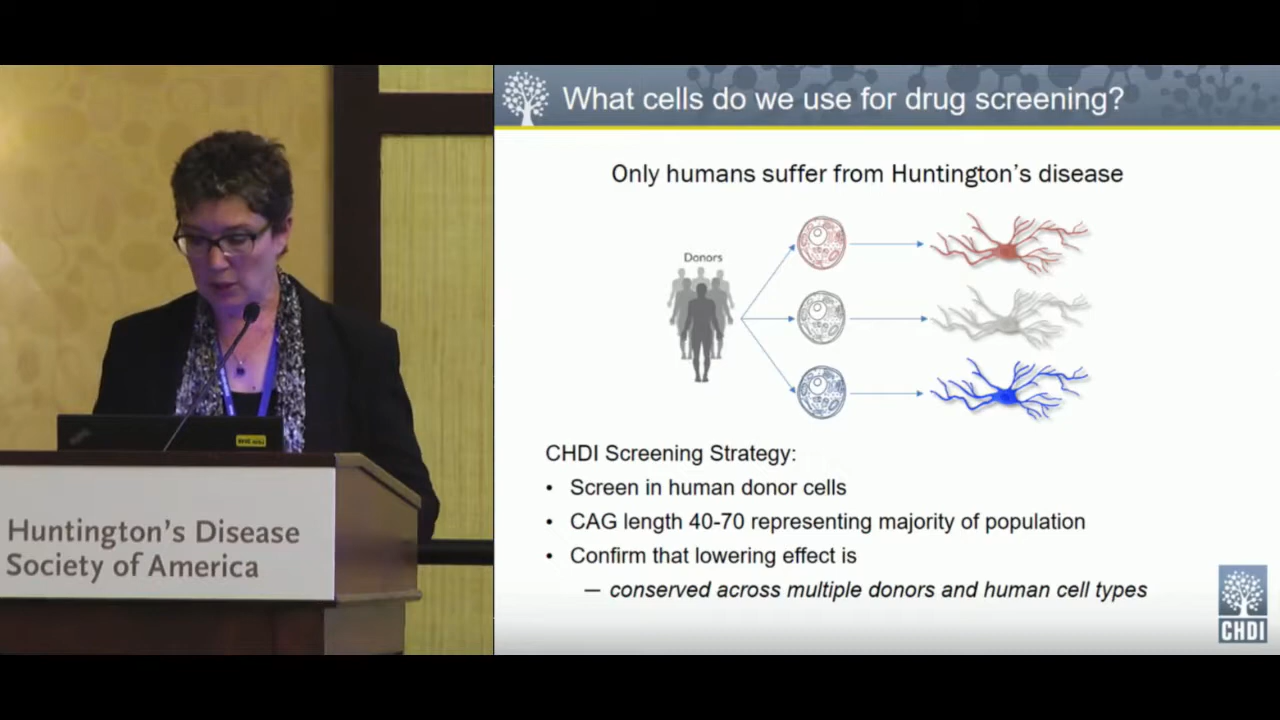 What cells do we use for drug screening?
Only humans suffer from Huntington's disease
Donors
CHDI Screening Strategy:
• Screen in human donor cells
• CAG length 40-70 representing majority of population
• Confirm that lowering effect is
— conserved across multiple donors and human cell types
CHDI
Huntington's Disease
Society of America